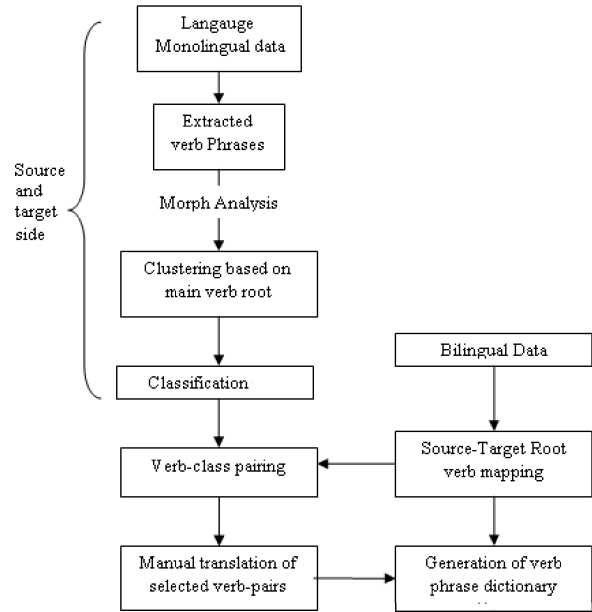 Langauge
Monolingual data
Extracted
verb Phrases
Source
and
target
side
Morph Analysis
Clustering based on
main verb root
Classification
Bilingual Data
Verb-class pairing
Source-Target Root
verb mapping
Manual translation of
selected verb-pairs
Generation of verb
phrase dictionary